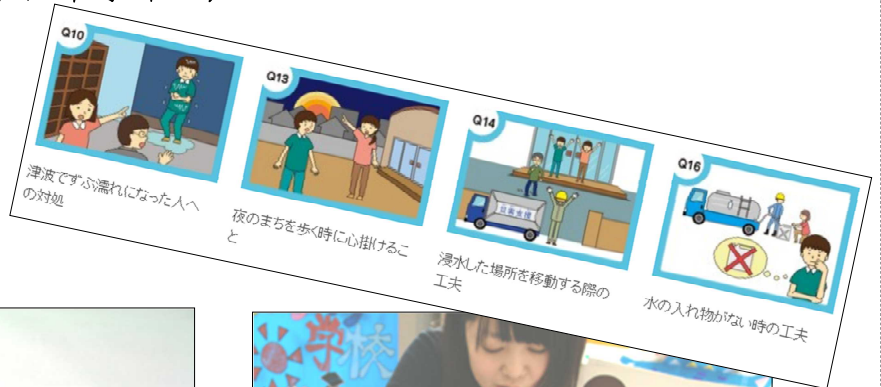 Q10
津波でずぶ濡れになった人へ
の対処
Q13
夜のまちを歩く時に心掛けるこ
と
Q14
浸水した場所を移動する際の
工夫
Q16
水の入れ物がない時の工夫
学校